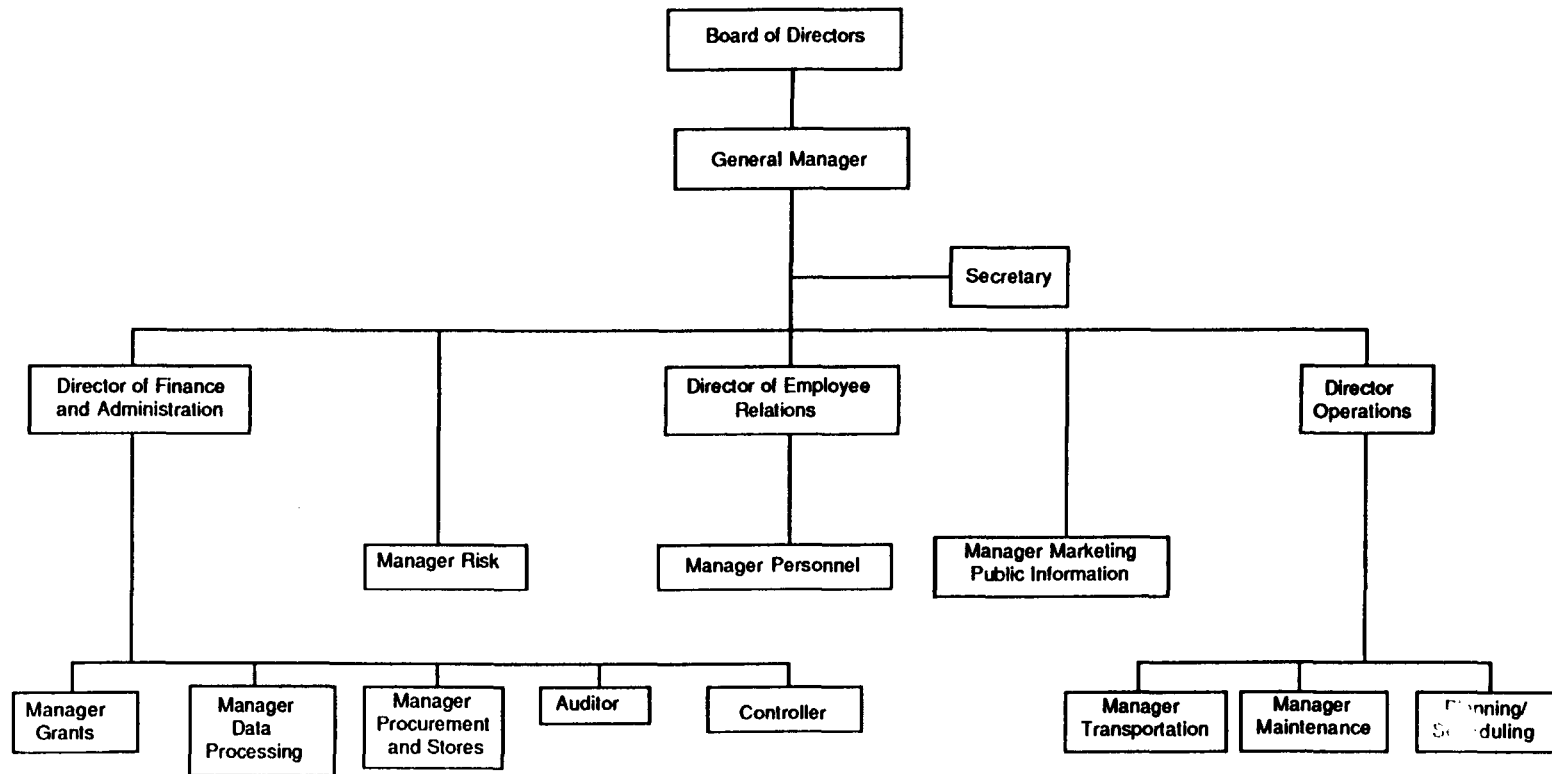 Board of Directors
General Manager
Secretary
Director of Finance
and Administration
Director of Employee
Relations
Director
Operations
Manager Risk
Manager Personnel
Manager Marketing
Public Information
Manager
Grants
Manager
Data
Processing
Manager
Procurement
and Stores
Auditor
Controller
Manager
Transportation
Manager
Maintenance
Planning/
Scheduling